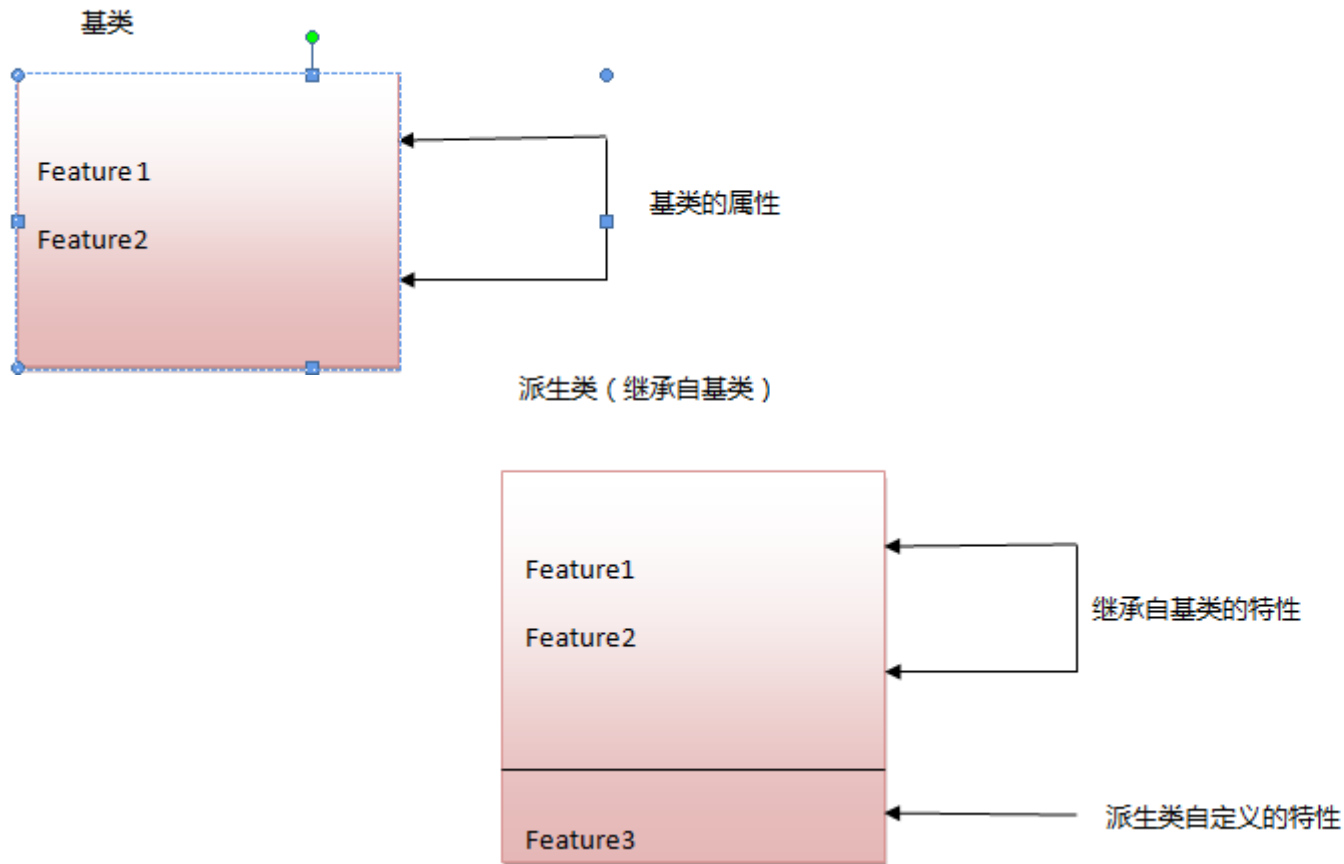 基类
Feature 1
Feature2
基类的属性
派生类（继承自基类）
Feature1
Feature2
继承自基类的特性
派生类自定义的特性
Feature3